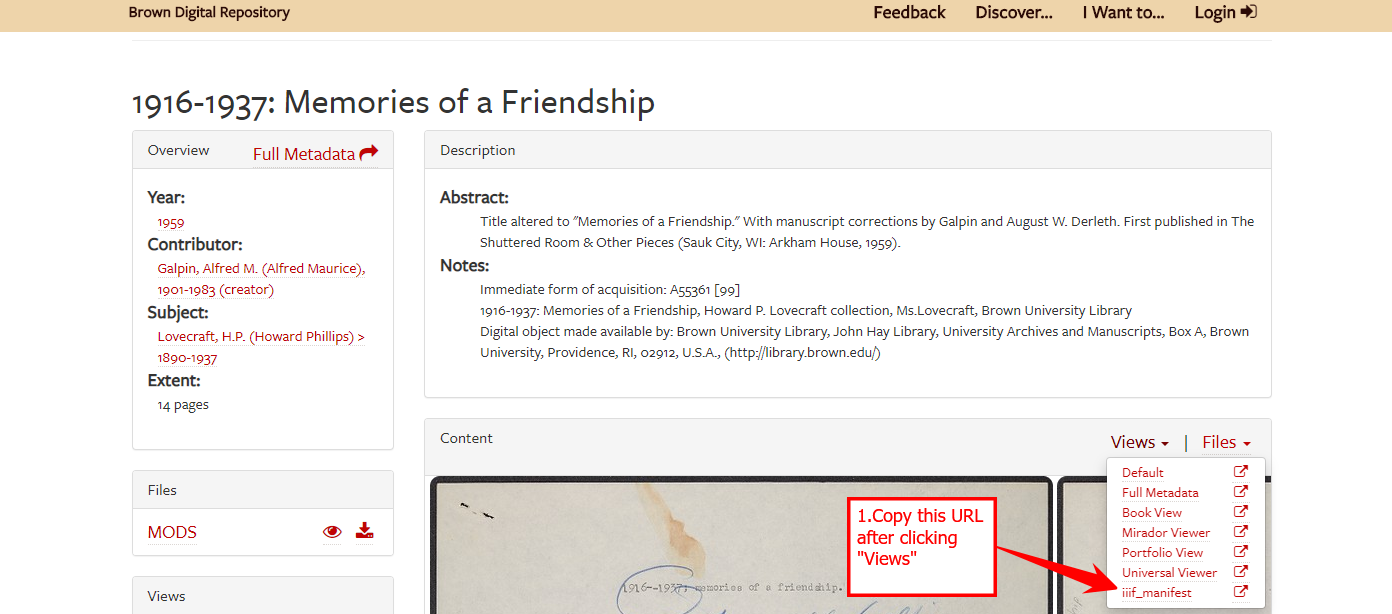 Brown Digital Repository
Feedback Discover... I Want to... Login
1916-1937: Memories of a Friendship
Overview Full Metadata
Year:
1959
Contributor:
Galpin, Alfred M. (Alfred Maurice),
1901-1983 (creator)
Subject:
Lovecraft, H.P. (Howard Phillips) >
1890-1937
Extent:
14 pages
Files
MODS
Views
Description
Abstract:
Title altered to "Memories of a Friendship." With manuscript corrections by Galpin and August W. Derleth. First published in The
Shuttered Room & Other Pieces (Sauk City, WI: Arkham House, 1959).
Notes:
Immediate form of acquisition: A55361 [99]
1916-1937: Memories of a Friendship, Howard P. Lovecraft collection, Ms.Lovecraft, Brown University Library
Digital object made available by: Brown University Library, John Hay Library, University Archives and Manuscripts, Box A, Brown
University, Providence, RI, 02912, U.S.A., (http://library.brown.edu/)
Content
Views | Files
Default
Full Metadata
Book View
Mirador Viewer
Portfolio View
Universal Viewer
iiif_manifest
1.Copy this URL
after clicking
"Views"
1916--1937: memories of a friendship.